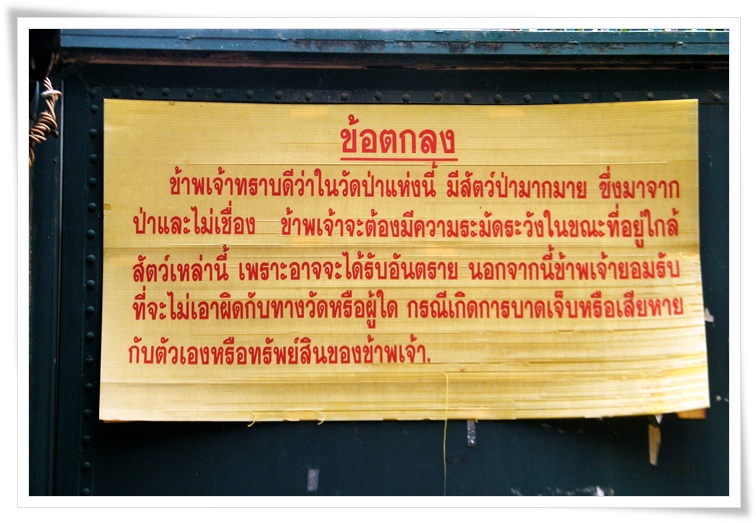 ข้อตกลง
ข้าพเจ้าทราบดีว่าในวัดป่าแห่งนี้ มีสัตว์ป่ามากมาย ซึ่งมาจาก
ป่าและไม่เชื่อง ข้าพเจ้าจะต้องมีความระมัดระวังในขณะที่อยู่ใกล้
สัตว์เหล่านี้ เพราะอาจจะได้รับอันตราย นอกจากนี้ข้าพเจ้ายอมรับ
ที่จะไม่เอาผิดกับทางวัดหรือผู้ใด กรณีเกิดการบาดเจ็บหรือเสียหาย
กับตัวเองหรือทรัพย์สินของข้าพเจ้า.